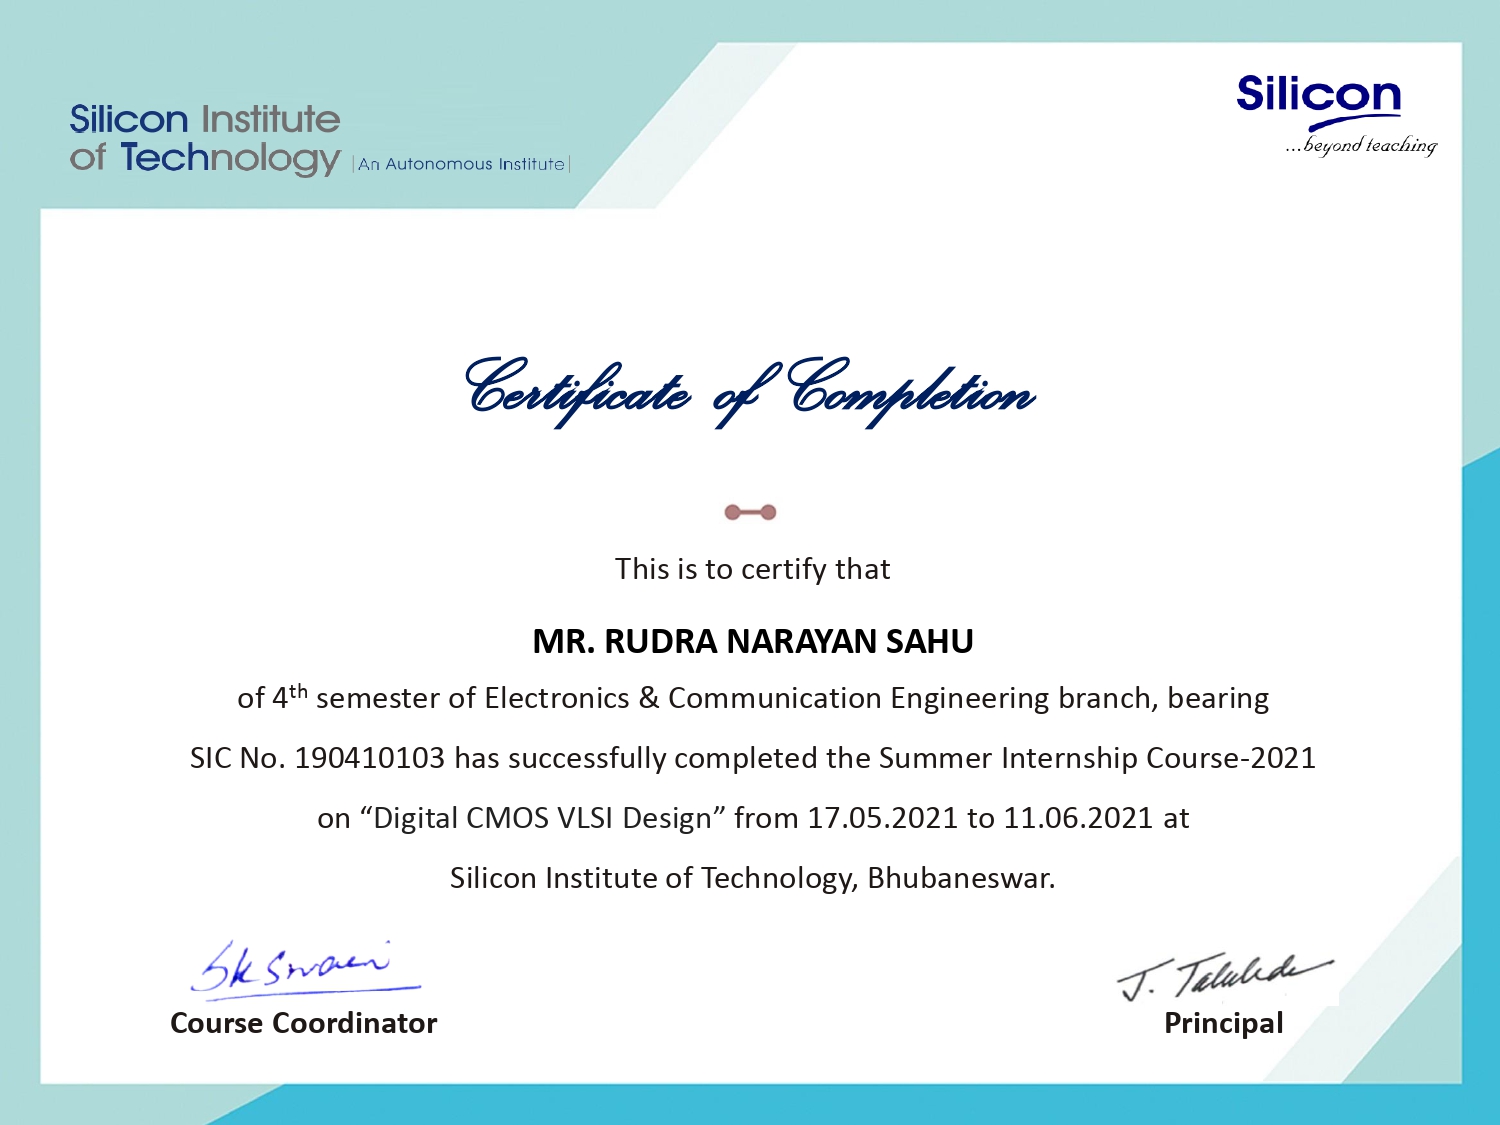 Silicon Institute
of Technology |An Autonomous Institute|
Silicon
...beyond teaching
Certificate of Completion
This is to certify that
MR. RUDRA NARAYAN SAHU
of 4th semester of Electronics & Communication Engineering branch, bearing
SIC No. 190410103 has successfully completed the Summer Internship Course-2021
on “Digital CMOS VLSI Design” from 17.05.2021 to 11.06.2021 at
Silicon Institute of Technology, Bhubaneswar.
SK Swain
J.
Course Coordinator
Principal